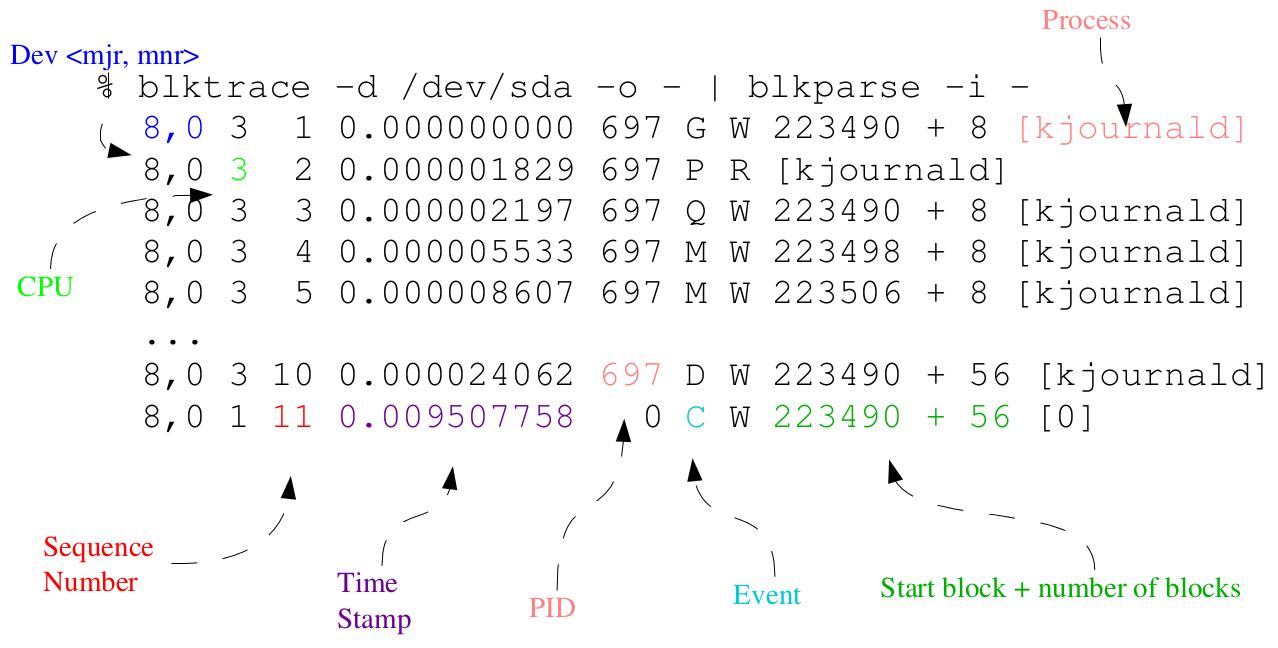 Process
Dev <mjr, mnr>
% blktrace -d /dev/sda -o - | blkparse -i -
8,0 3 1 0.000000000 697 G W 223490 + 8 [kjournald]
8,0 3 2 0.000001829 697 P R [kjournald]
8,0 3 3 0.000002197 697 Q W 223490 + 8 [kjournald]
8,0 3 4 0.000005533 697 M W 223498 + 8 [kjournald]
CPU
8,0 3 5 0.000008607 697 M W 223506 + 8 [kjournald]
...
8,0 3 10 0.000024062 697 D W 223490 + 56 [kjournald]
8,0 1 11 0.009507758 0 C W 223490 + 56 [0]
Sequence
Number
Time
Stamp
PID
Event
Start block + number of blocks